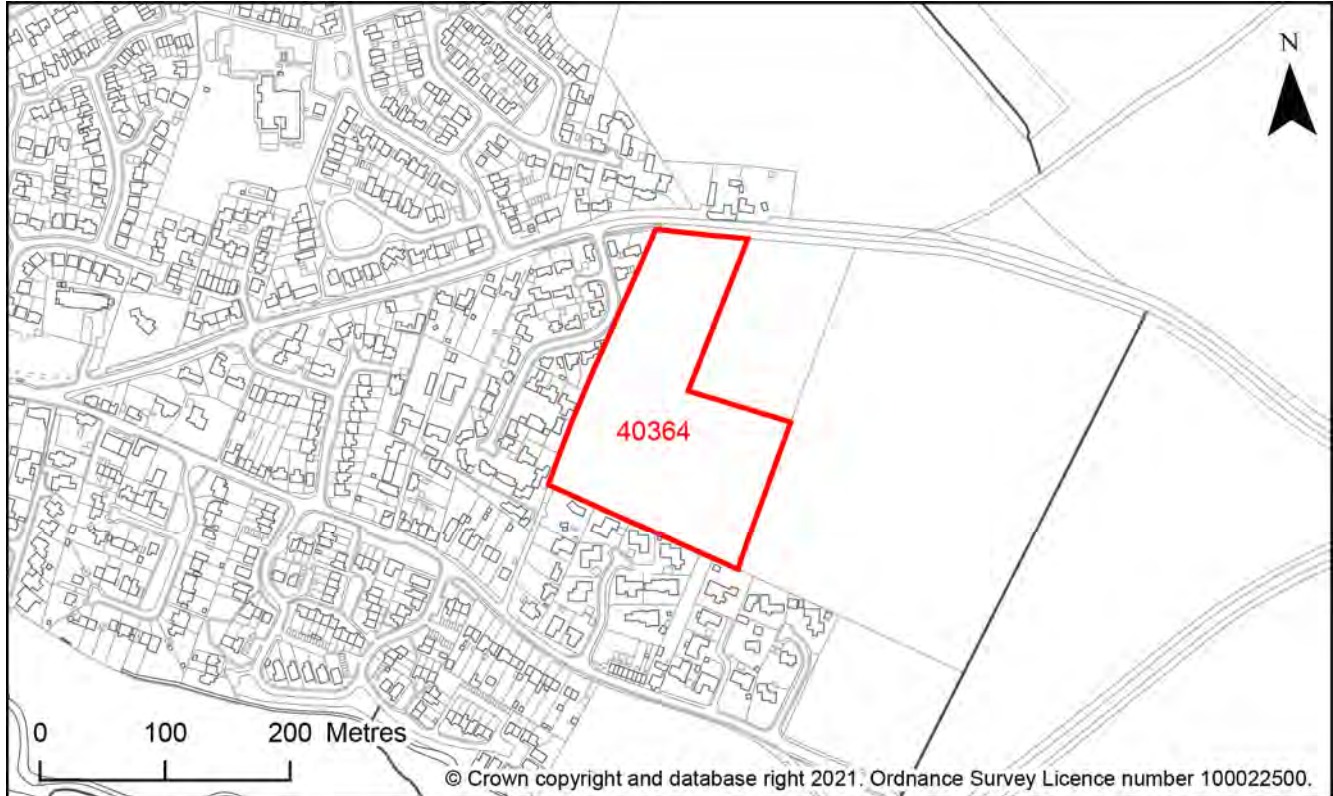 N
40364
0 100 200 Metres
© Crown copyright and database right 2021. Ordnance Survey Licence number 100022500.